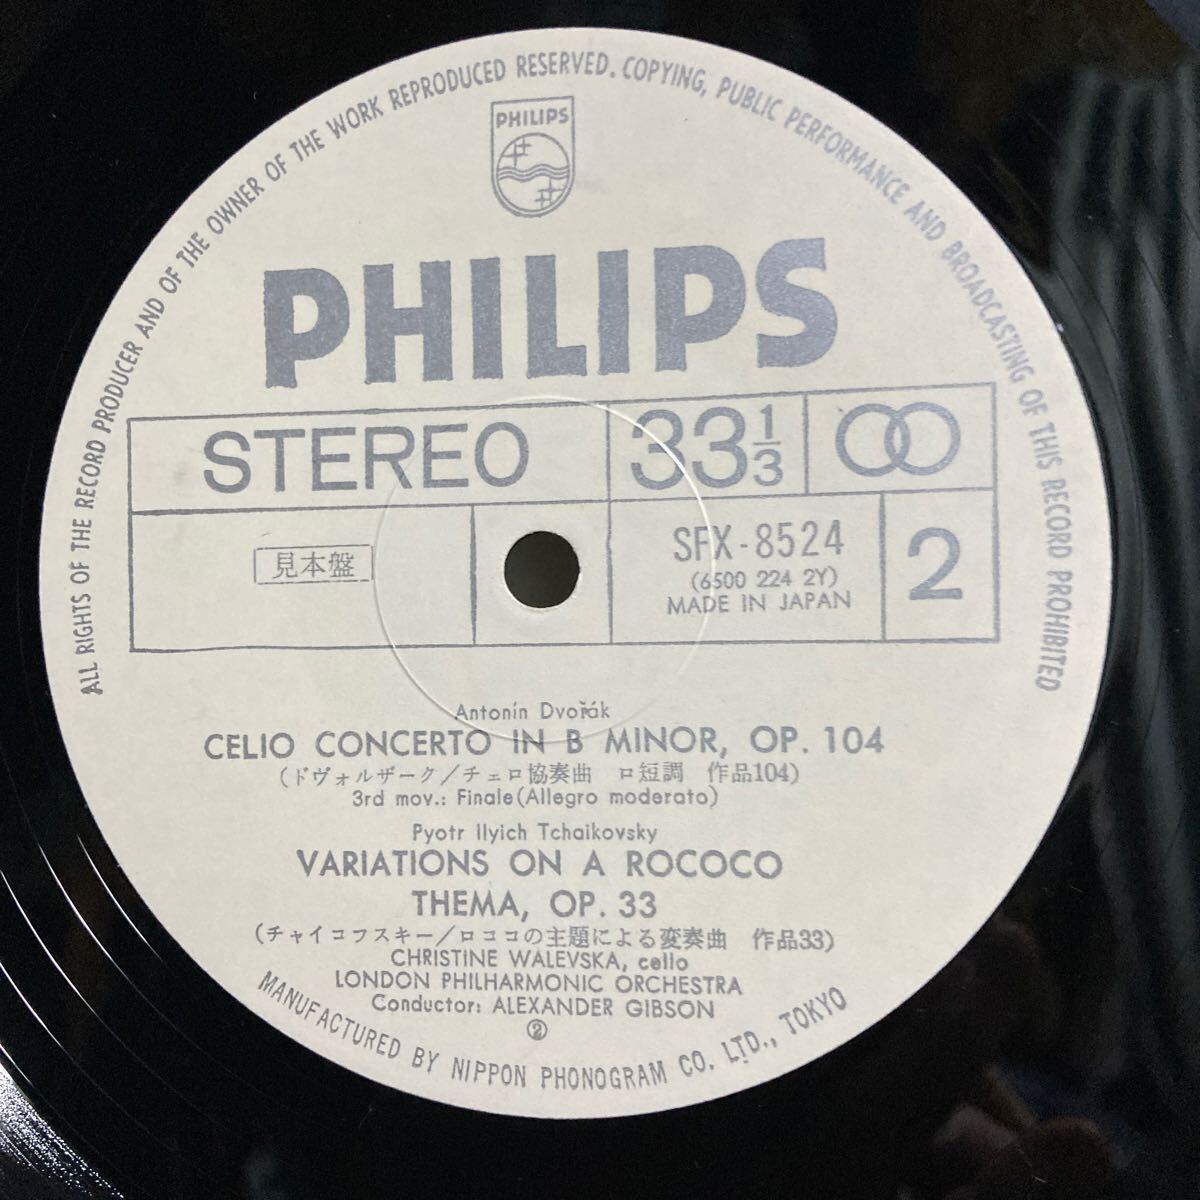 ALL RIGHTS OF THE RECORD PRODUCER AND OF THE OWNER OF THE WORK REPRODUCED RESERVED. COPYING, PUBLIC PERFORMANCE AND BROADCASTING OF THIS RECORD PROHIBITED
PHILIPS
PHILIPS
STEREO 33 1/3
見本盤
SFX-8524
(6500 224 2Y)
MADE IN JAPAN
2
Antonín Dvořák
CELIO CONCERTO IN B MINOR, OP. 104
(ドヴォルザーク/チェロ協奏曲 ロ短調 作品104)
3rd mov.: Finale(Allegro moderato)
Pyotr Ilyich Tchaikovsky
VARIATIONS ON A ROCOCO
THEMA, OP. 33
(チャイコフスキー/ロココの主題による変奏曲 作品33)
CHRISTINE WALEVSKA, cello
LONDON PHILHARMONIC ORCHESTRA
Conductor: ALEXANDER GIBSON
②
MANUFACTURED BY NIPPON PHONOGRAM CO. LTD., TOKYO